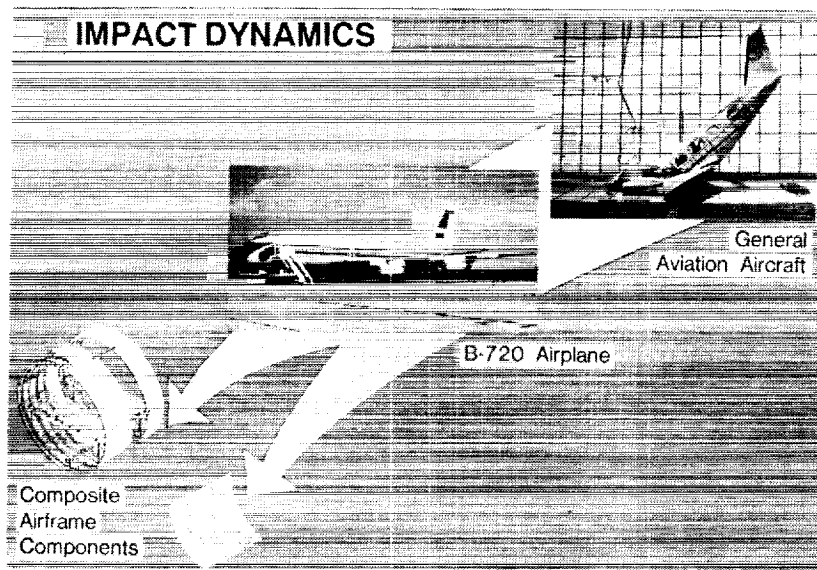 IMPACT DYNAMICS
General
Aviation Aircraft
B-720 Airplane
Composite
Airframe
Components